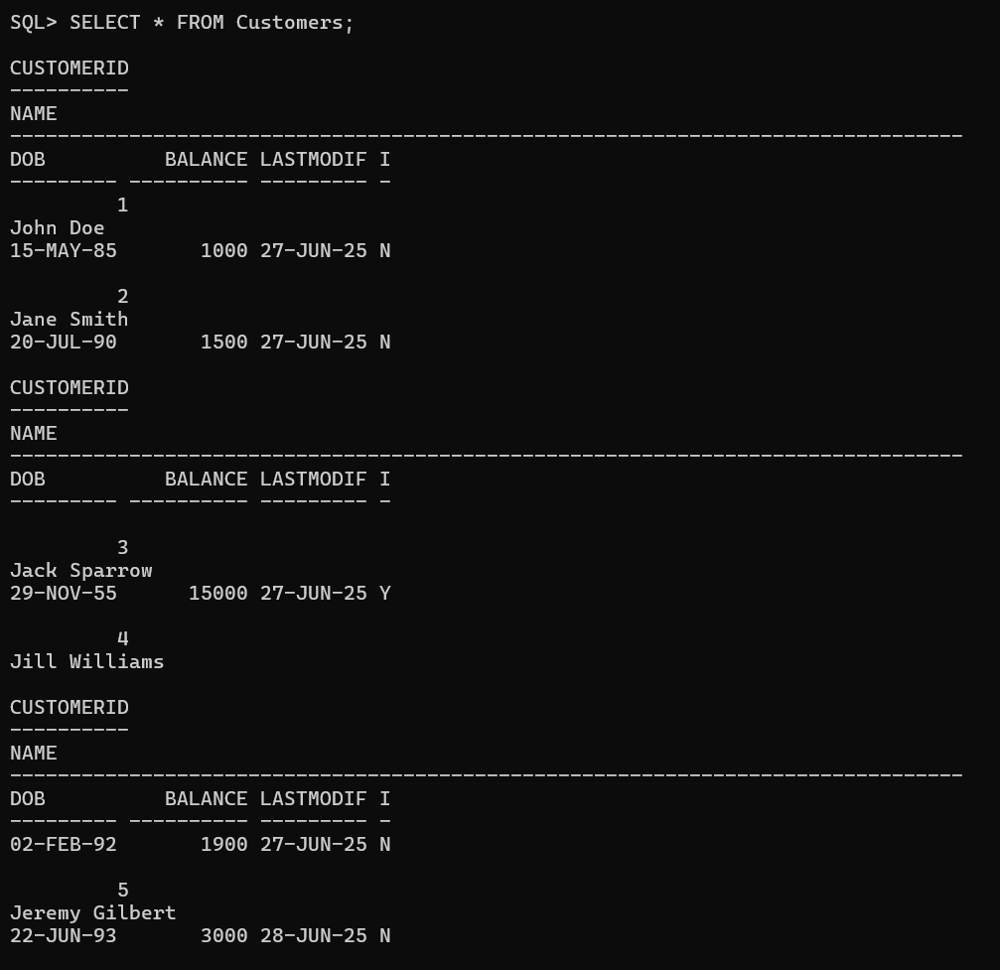 SQL> SELECT * FROM Customers;

CUSTOMERID
----------
NAME
--------------------------------------------------------------------------------
DOB          BALANCE LASTMODIF I
--------- ---------- --------- -
         1
John Doe
15-MAY-85       1000 27-JUN-25 N

         2
Jane Smith
20-JUL-90       1500 27-JUN-25 N

CUSTOMERID
----------
NAME
--------------------------------------------------------------------------------
DOB          BALANCE LASTMODIF I
--------- ---------- --------- -

         3
Jack Sparrow
29-NOV-55      15000 27-JUN-25 Y

         4
Jill Williams

CUSTOMERID
----------
NAME
--------------------------------------------------------------------------------
DOB          BALANCE LASTMODIF I
--------- ---------- --------- -
02-FEB-92       1900 27-JUN-25 N

         5
Jeremy Gilbert
22-JUN-93       3000 28-JUN-25 N